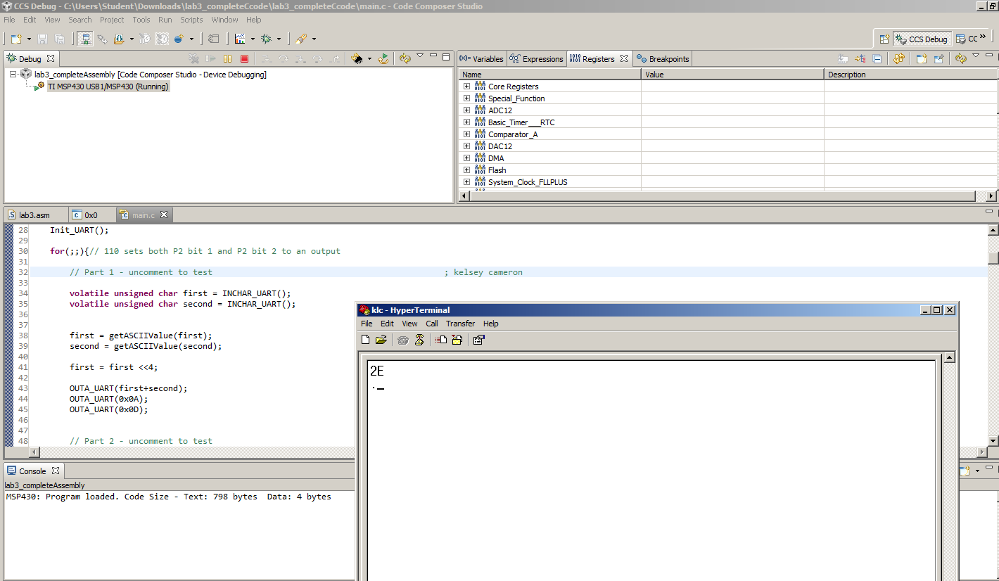 CCS Debug - C:\Users\Student\Downloads\lab3_completeCcode\lab3_completeCcode\main.c - Code Composer Studio
File Edit View Search Project Tools Run Scripts Window Help
CCS Debug CC »
Debug
lab3_completeAssembly [Code Composer Studio - Device Debugging]
TI MSP430 USB1/MSP430 (Running)
(x)= Variables Expressions Registers Breakpoints
Name Value Description
Core Registers
Special_Function
ADC12
Basic_Timer___RTC
Comparator_A
DAC12
DMA
Flash
System_Clock_FLLPLUS
lab3.asm 0x0 main.c
28 Init_UART();
29
30 for(;;){// 110 sets both P2 bit 1 and P2 bit 2 to an output
31
32 // Part 1 - uncomment to test ; kelsey cameron
33
34 volatile unsigned char first = INCHAR_UART();
35 volatile unsigned char second = INCHAR_UART();
36
37
38 first = getASCIIValue(first);
39 second = getASCIIValue(second);
40
41 first = first <<4;
42
43 OUTA_UART(first+second);
44 OUTA_UART(0x0A);
45 OUTA_UART(0x0D);
46
47
48 // Part 2 - uncomment to test
klc - HyperTerminal
File Edit View Call Transfer Help
2E
._
Console
lab3_completeAssembly
MSP430: Program loaded. Code Size - Text: 798 bytes Data: 4 bytes